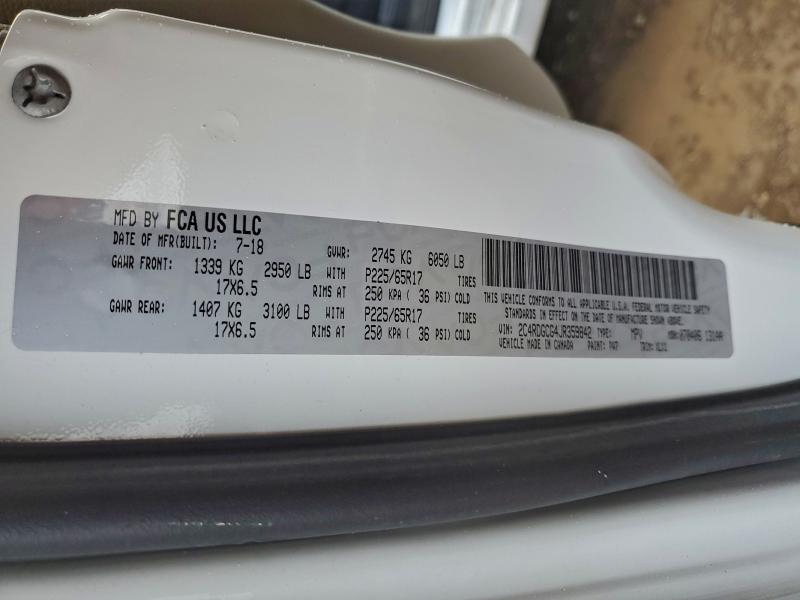 MFD BY FCA US LLC
DATE OF MFR(BUILT): 7-18 GVWR: 2745 KG 6050 LB
GAWR FRONT: 1339 KG 2950 LB WITH P225/65R17 TIRES
17X6.5 RIMS AT 250 KPA ( 36 PSI) COLD
GAWR REAR: 1407 KG 3100 LB WITH P225/65R17 TIRES
17X6.5 RIMS AT 250 KPA ( 36 PSI) COLD
THIS VEHICLE CONFORMS TO ALL APPLICABLE U.S.A. FEDERAL MOTOR VEHICLE SAFETY
STANDARDS IN EFFECT ON THE DATE OF MANUFACTURE SHOWN ABOVE.
VIN: 2C4RDGCG4JR359842 TYPE: MPV
VEHICLE MADE IN CANADA PAINT: PW7 TRIM: